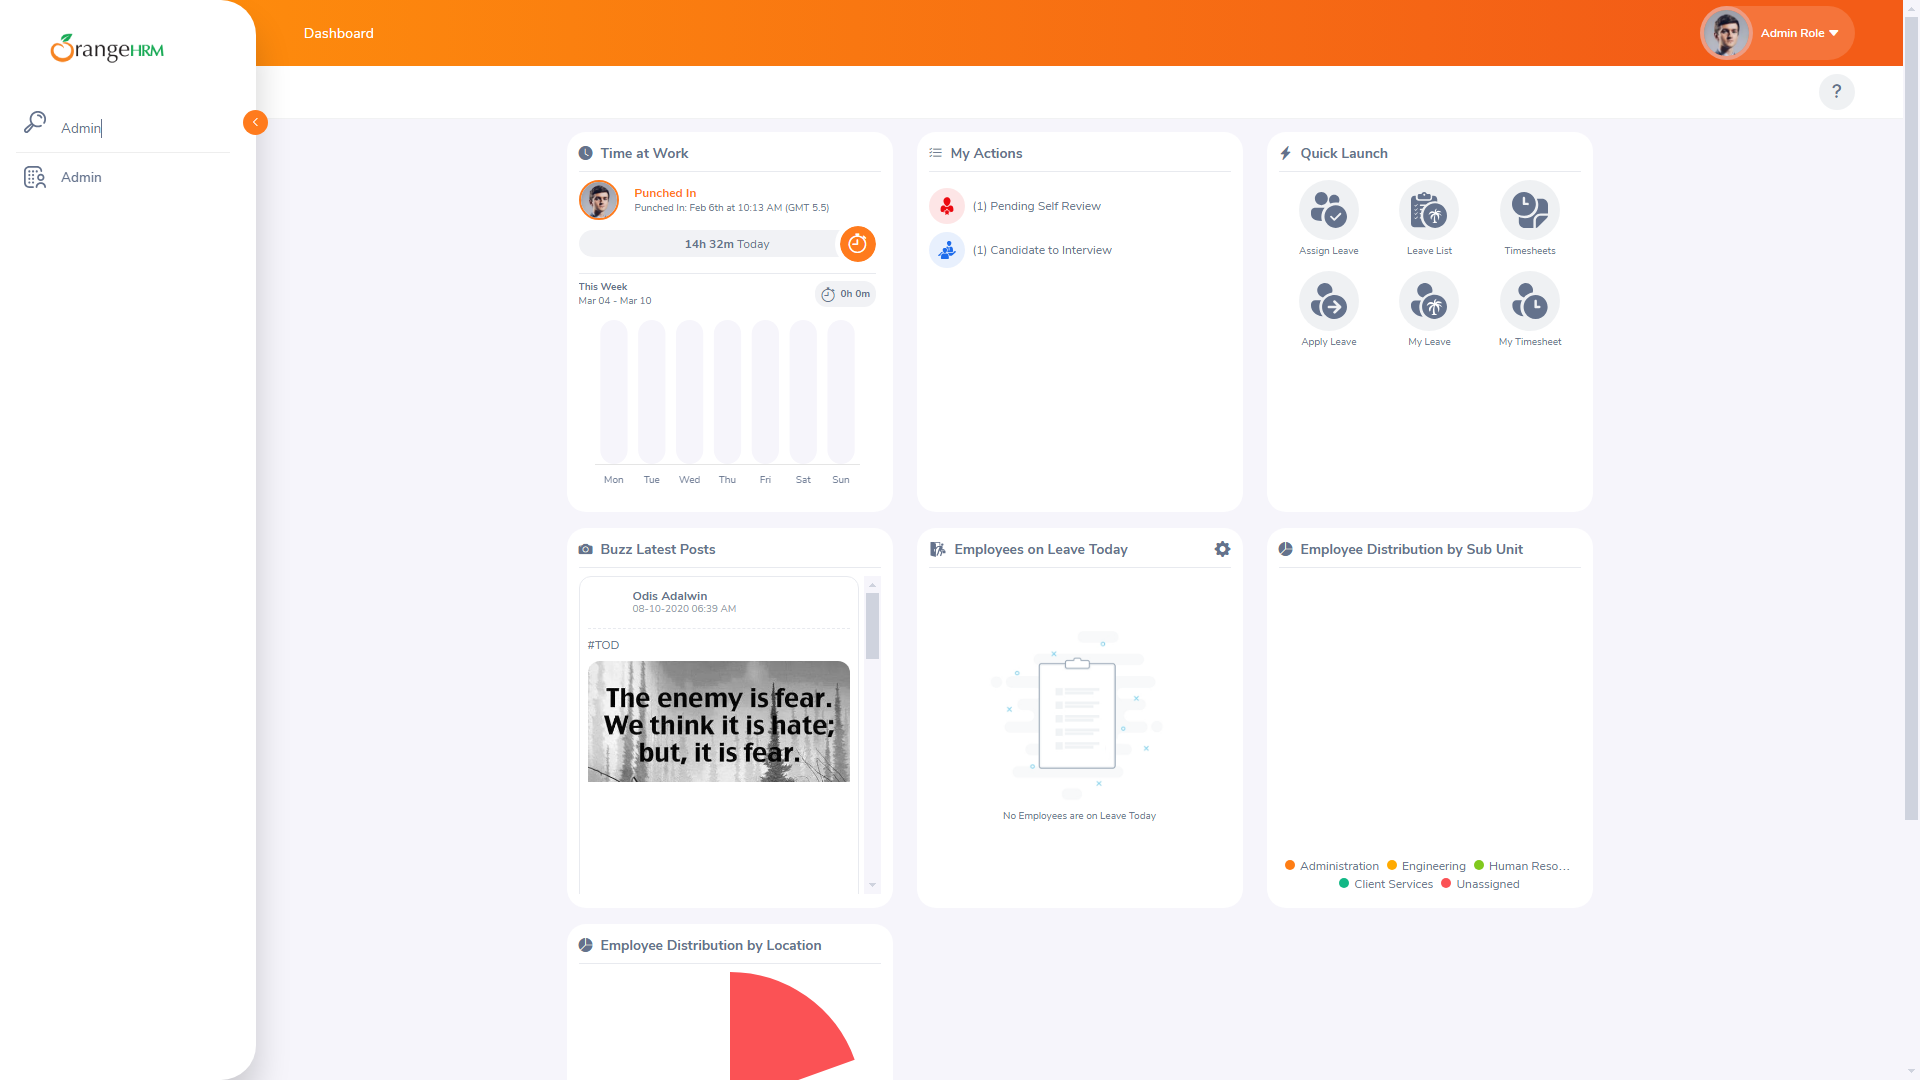 OrangeHRM
Admin
Admin
Dashboard
Admin Role
?
Time at Work
Punched In
Punched In: Feb 6th at 10:13 AM (GMT 5.5)
14h 32m Today
This Week
Mar 04 - Mar 10
0h 0m
Mon Tue Wed Thu Fri Sat Sun
My Actions
(1) Pending Self Review
(1) Candidate to Interview
Quick Launch
Assign Leave Leave List Timesheets
Apply Leave My Leave My Timesheet
Buzz Latest Posts
Odis Adalwin
08-10-2020 06:39 AM
#TOD
The enemy is fear.
We think it is hate;
but, it is fear.
Employees on Leave Today
No Employees are on Leave Today
Employee Distribution by Sub Unit
Administration Engineering Human Reso...
Client Services Unassigned
Employee Distribution by Location